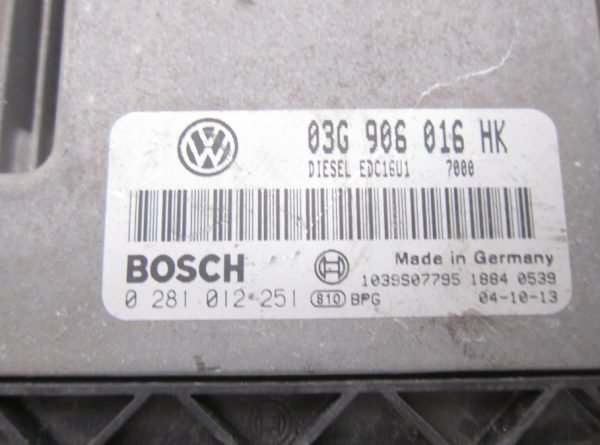 03G 906 016 HK
DIESEL EDC16U1 7000
BOSCH
Made in Germany
1039S07795 1884 0539
0 281 012 251 810 BPG 04-10-13